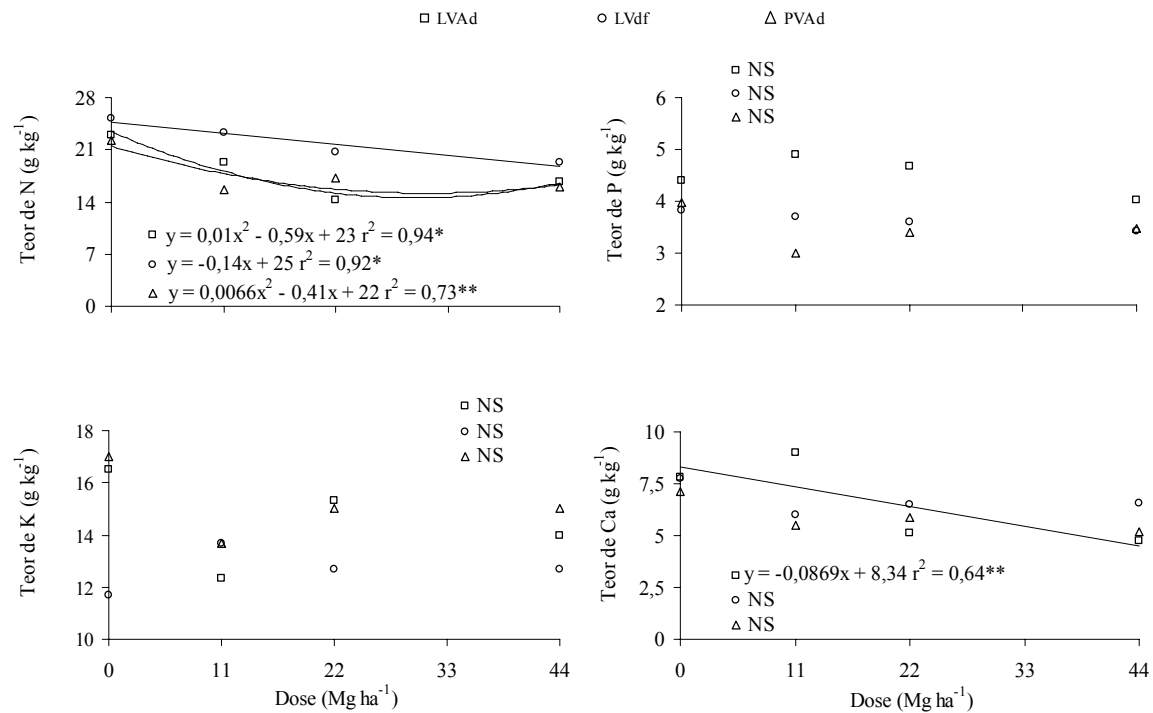 □ LVAd ○ LVdf △ PVAd
Teor de N (g kg⁻¹)
28
21
14
7
0
□ y = 0,01x² - 0,59x + 23 r² = 0,94*
○ y = -0,14x + 25 r² = 0,92*
△ y = 0,0066x² - 0,41x + 22 r² = 0,73**
□ NS
○ NS
△ NS
Teor de P (g kg⁻¹)
6
5
4
3
2
□ NS
○ NS
△ NS
Teor de K (g kg⁻¹)
18
16
14
12
10
0 11 22 33 44
Dose (Mg ha⁻¹)
Teor de Ca (g kg⁻¹)
10
7,5
5
2,5
0
□ y = -0,0869x + 8,34 r² = 0,64**
○ NS
△ NS
0 11 22 33 44
Dose (Mg ha⁻¹)